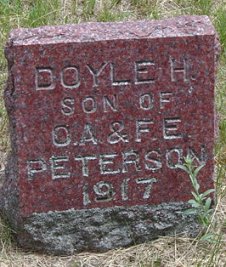 DOYLE H.
SON OF
O.A & F.E.
PETERSON
1917